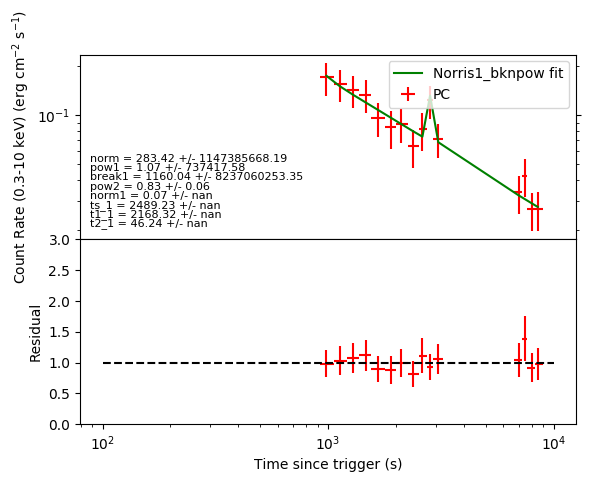 Norris1_bknpow fit
PC
10⁻¹
Count Rate (0.3-10 keV) (erg cm⁻² s⁻¹)
norm = 283.42 +/- 1147385668.19
pow1 = 1.07 +/- 737417.58
break1 = 1160.04 +/- 8237060253.35
pow2 = 0.83 +/- 0.06
norm1 = 0.07 +/- nan
ts_1 = 2489.23 +/- nan
t1_1 = 2168.32 +/- nan
t2_1 = 46.24 +/- nan
3.0
2.5
2.0
1.5
1.0
0.5
0.0
Residual
10²
10³
10⁴
Time since trigger (s)